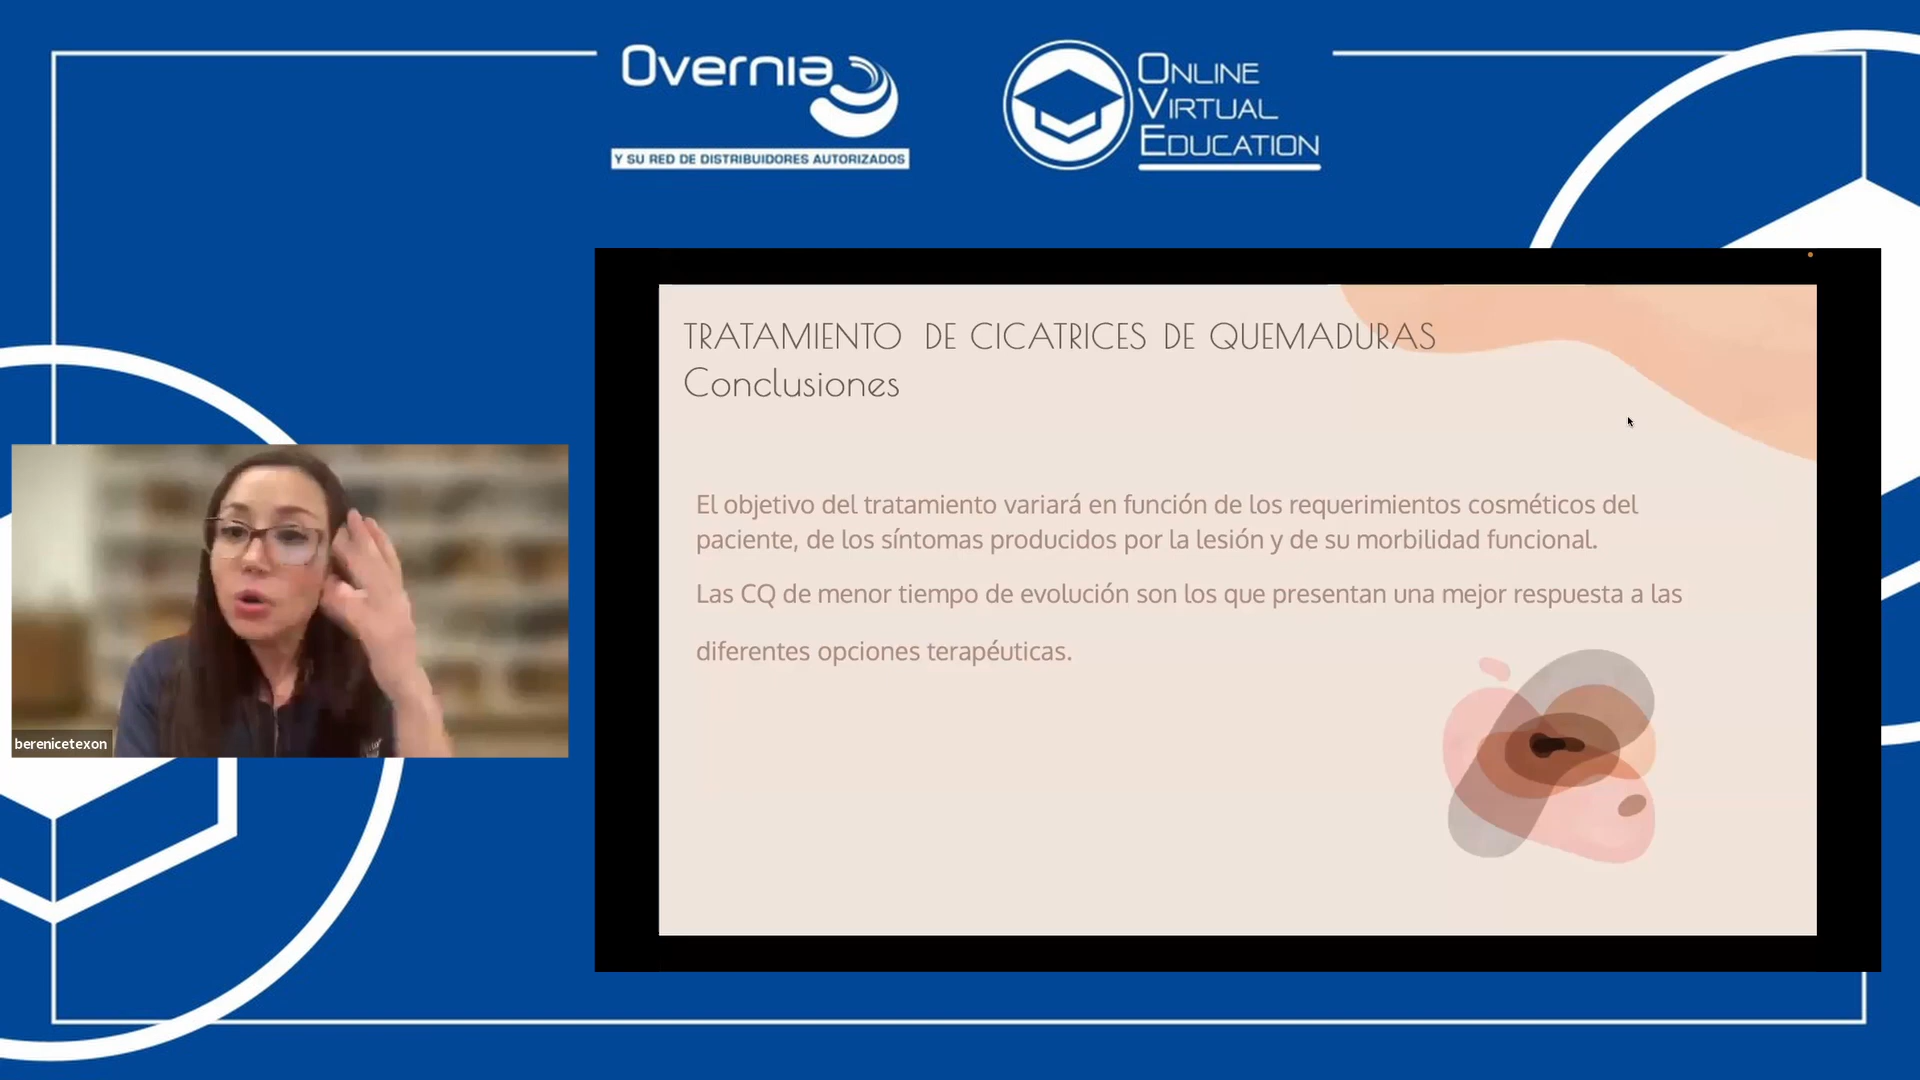 Overnia
Y SU RED DE DISTRIBUIDORES AUTORIZADOS
ONLINE
VIRTUAL
EDUCATION
TRATAMIENTO DE CICATRICES DE QUEMADURAS
Conclusiones
El objetivo del tratamiento variará en función de los requerimientos cosméticos del
paciente, de los síntomas producidos por la lesión y de su morbilidad funcional.
Las CQ de menor tiempo de evolución son los que presentan una mejor respuesta a las
diferentes opciones terapéuticas.
berenicetexon